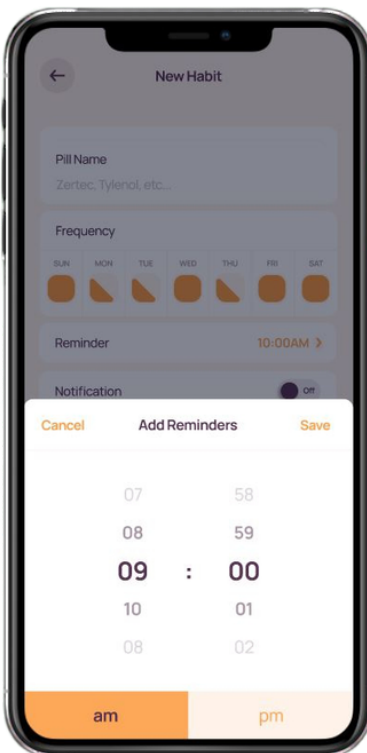 New Habit
Pill Name
Zertec, Tylenol, etc...
Frequency
SUN MON TUE WED THU FRI SAT
Reminder 10:00AM >
Notification Off
Cancel Add Reminders Save
07 58
08 59
09 : 00
10 01
08 02
am pm